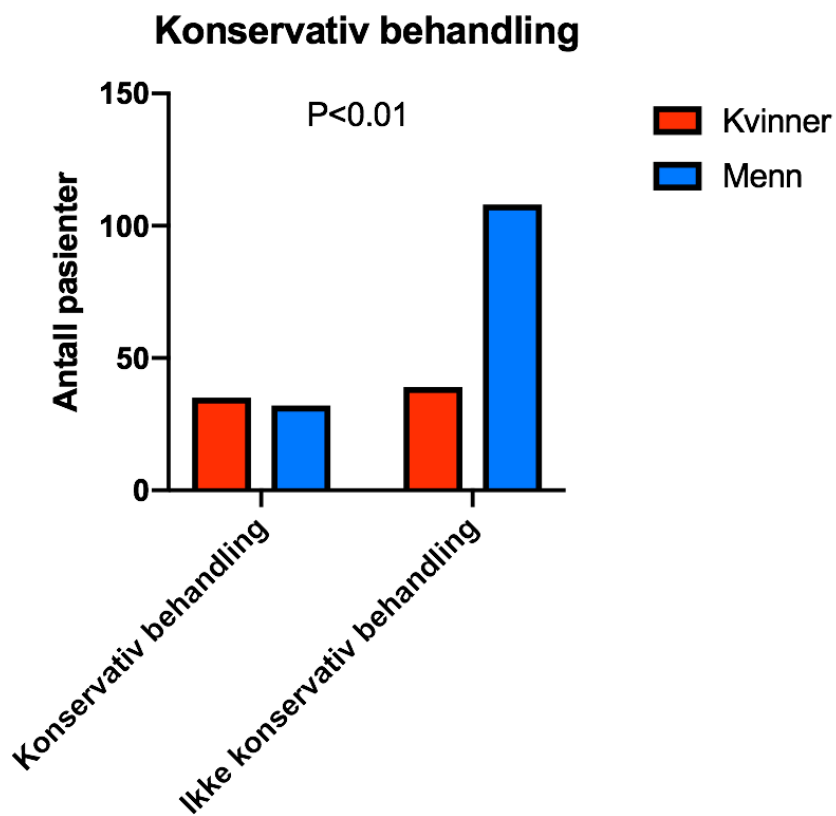 Konservativ behandling
P<0.01
Kvinner
Menn
Antall pasienter
150
100
50
0
Konservativ behandling
Ikke konservativ behandling